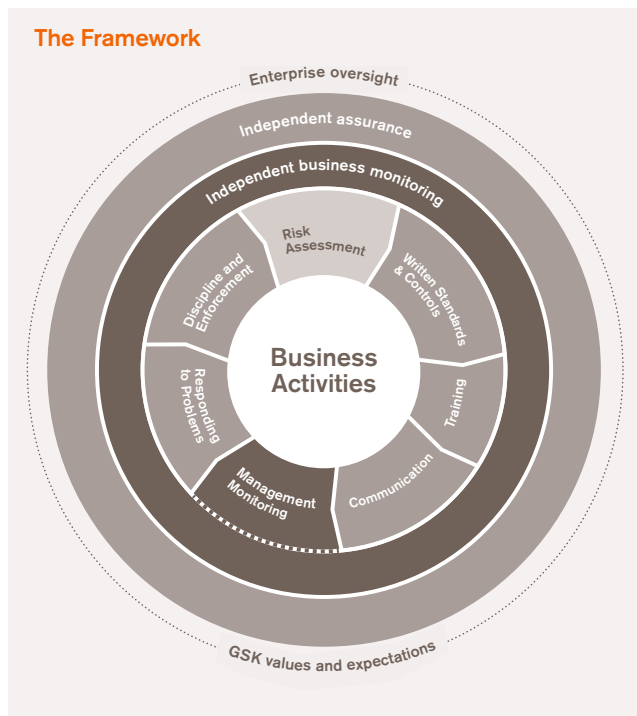 The Framework
Enterprise oversight
Independent assurance
Independent business monitoring
Risk
Assessment
Written Standards
& Controls
Training
Communication
Management
Monitoring
Responding
to Problems
Discipline and
Enforcement
Business
Activities
GSK values and expectations